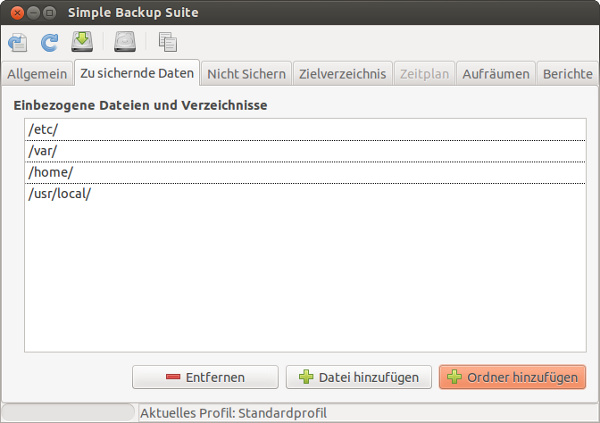 Simple Backup Suite
Allgemein Zu sichernde Daten Nicht Sichern Zielverzeichnis Zeitplan Aufräumen Berichte
Einbezogene Dateien und Verzeichnisse
/etc/
/var/
/home/
/usr/local/
Entfernen Datei hinzufügen Ordner hinzufügen
Aktuelles Profil: Standardprofil